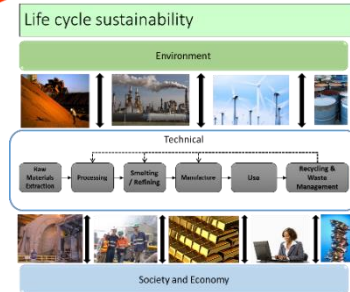 Life cycle sustainability
Environment
Technical
Raw
Materials
Extraction
Processing
Smelting
/ Refining
Manufacture
Use
Recycling &
Waste
Management
Society and Economy